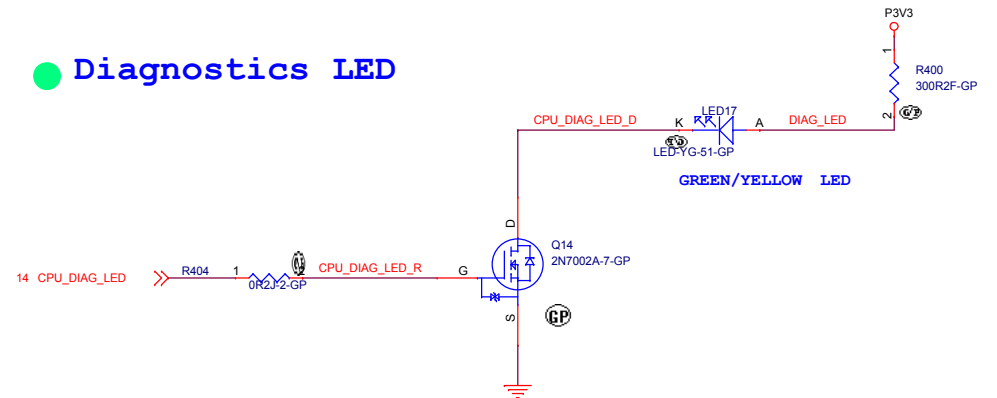 P3V3
Diagnostics LED
1
R400
300R2F-GP
2
G/P
CPU_DIAG_LED_D
K
LED17
A
DIAG_LED
LED-YG-51-GP
GREEN/YELLOW LED
D
Q14
2N7002A-7-GP
14 CPU_DIAG_LED
R404
1
2
CPU_DIAG_LED_R
G
0R2J-2-GP
S
GP